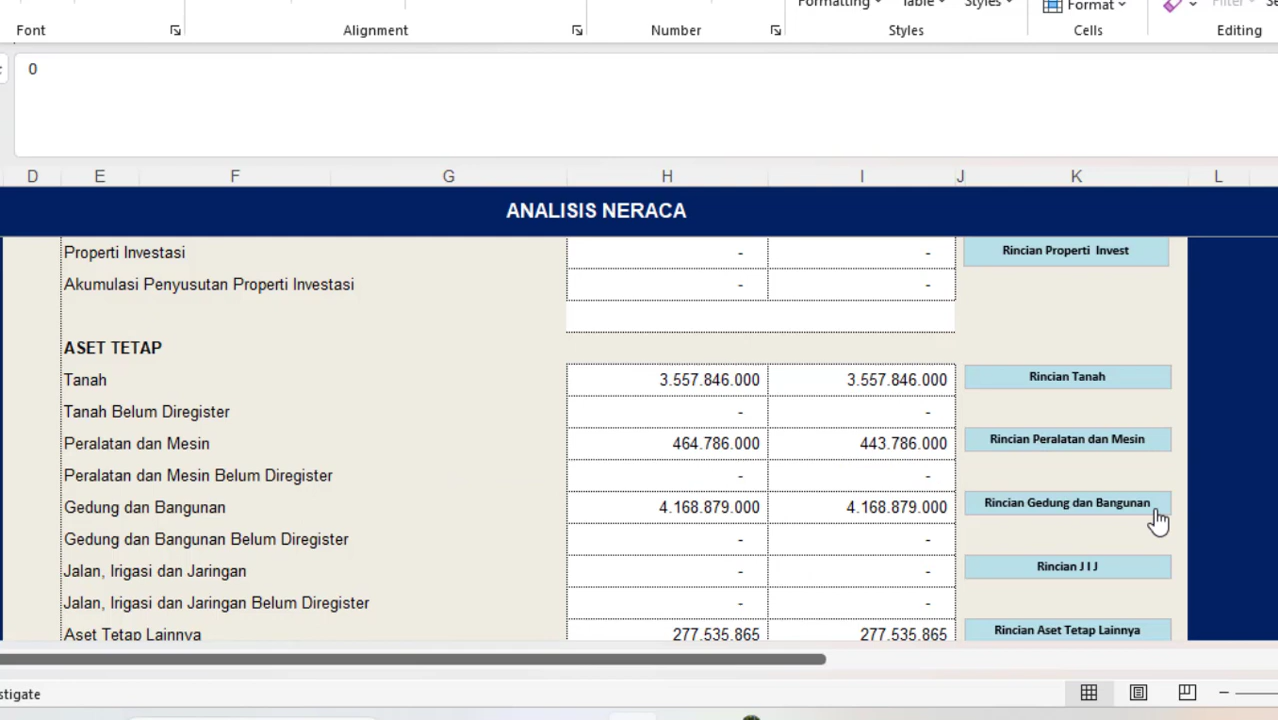 Formatting Table Styles Format Filter
Font Alignment Number Styles Cells Editing
0
D E F G H I J K L
ANALISIS NERACA
Properti Investasi - - Rincian Properti Invest
Akumulasi Penyusutan Properti Investasi - -
ASET TETAP
Tanah 3.557.846.000 3.557.846.000 Rincian Tanah
Tanah Belum Diregister - -
Peralatan dan Mesin 464.786.000 443.786.000 Rincian Peralatan dan Mesin
Peralatan dan Mesin Belum Diregister - -
Gedung dan Bangunan 4.168.879.000 4.168.879.000 Rincian Gedung dan Bangunan
Gedung dan Bangunan Belum Diregister - -
Jalan, Irigasi dan Jaringan - - Rincian J I J
Jalan, Irigasi dan Jaringan Belum Diregister - -
Aset Tetap Lainnya 277.535.865 277.535.865 Rincian Aset Tetap Lainnya
stigate